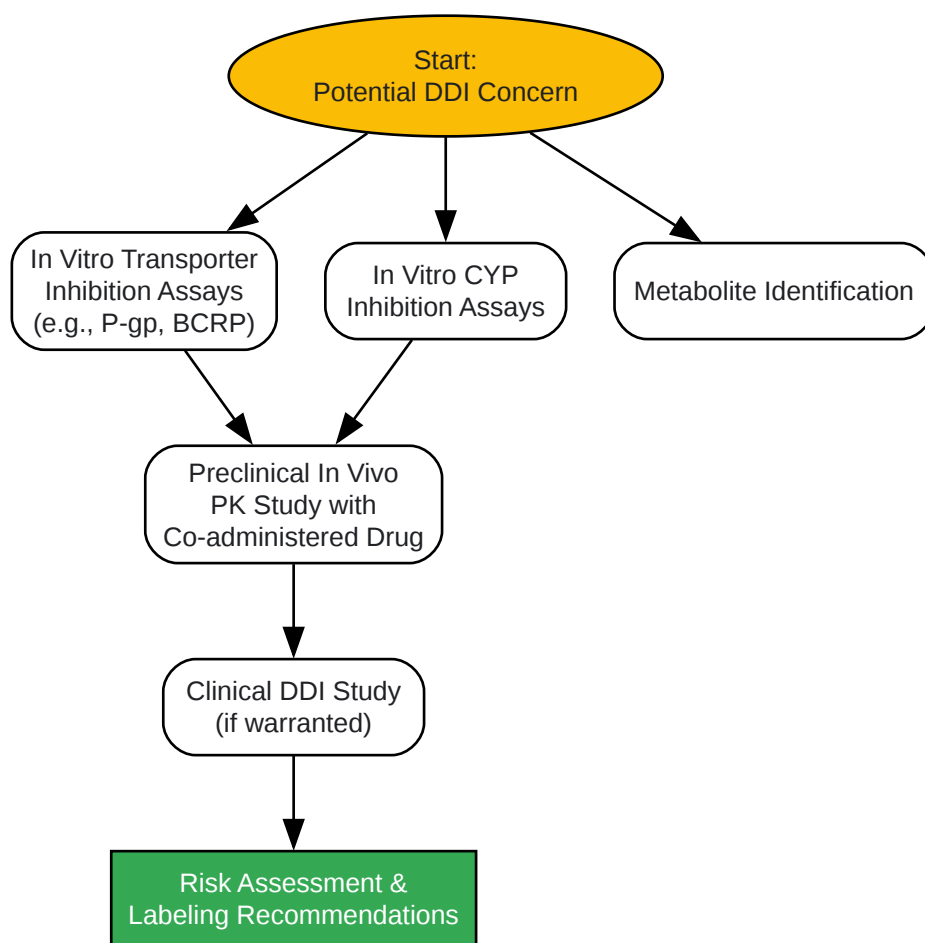 Start:
Potential DDI Concern
In Vitro Transporter
Inhibition Assays
(e.g., P-gp, BCRP)
In Vitro CYP
Inhibition Assays
Metabolite Identification
Preclinical In Vivo
PK Study with
Co-administered Drug
Clinical DDI Study
(if warranted)
Risk Assessment &
Labeling Recommendations